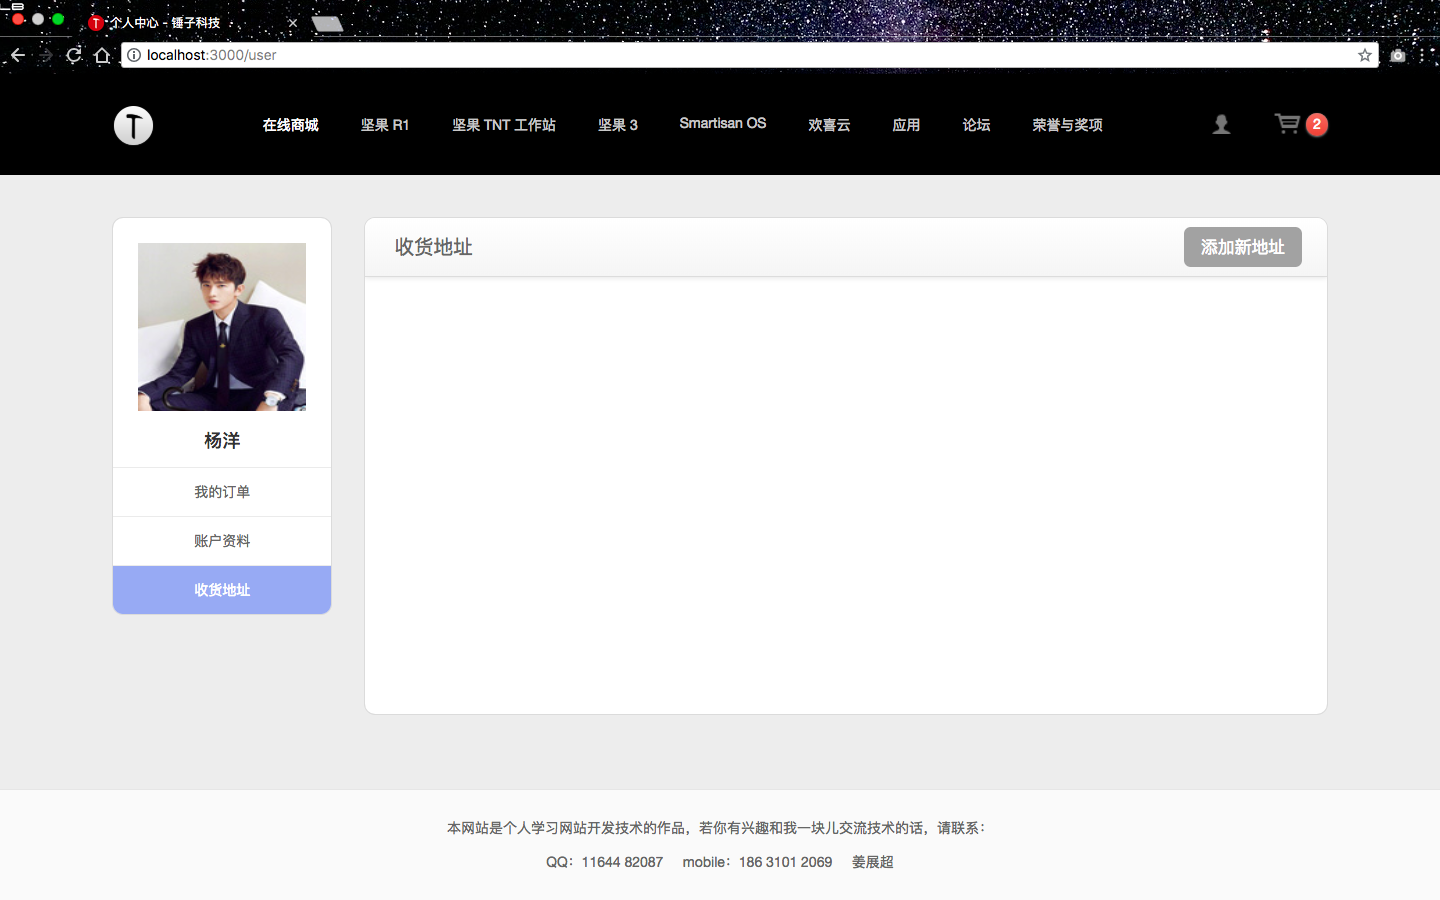 个人中心 - 锤子科技
localhost:3000/user
在线商城 坚果 R1 坚果 TNT 工作站 坚果 3 Smartisan OS 欢喜云 应用 论坛 荣誉与奖项 2
收货地址 添加新地址
杨洋
我的订单
账户资料
收货地址
本网站是个人学习网站开发技术的作品，若你有兴趣和我一块儿交流技术的话，请联系：
QQ：11644 82087 mobile：186 3101 2069 姜展超